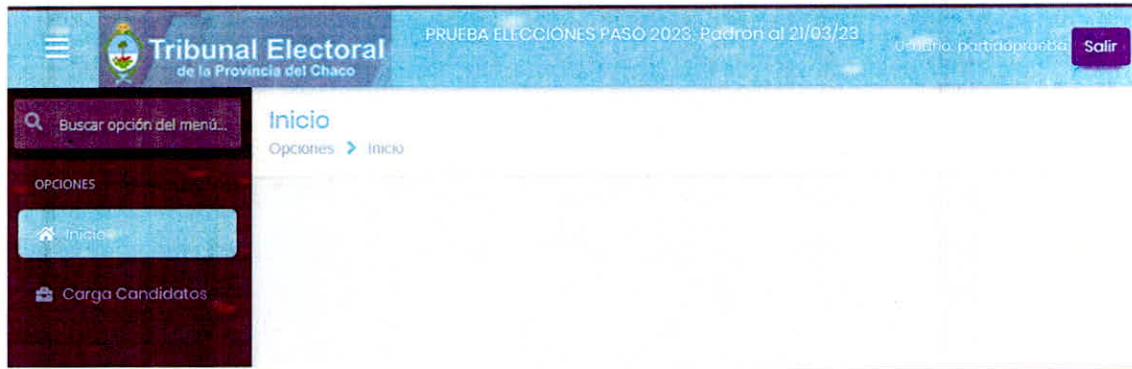 Tribunal Electoral
de la Provincia del Chaco
PRUEBA ELECCIONES PASO 2023, Padrón al 21/03/23
Usuario: partidoprueba
Salir
Buscar opción del menú...
OPCIONES
Inicio
Carga Candidatos
Inicio
Opciones > Inicio